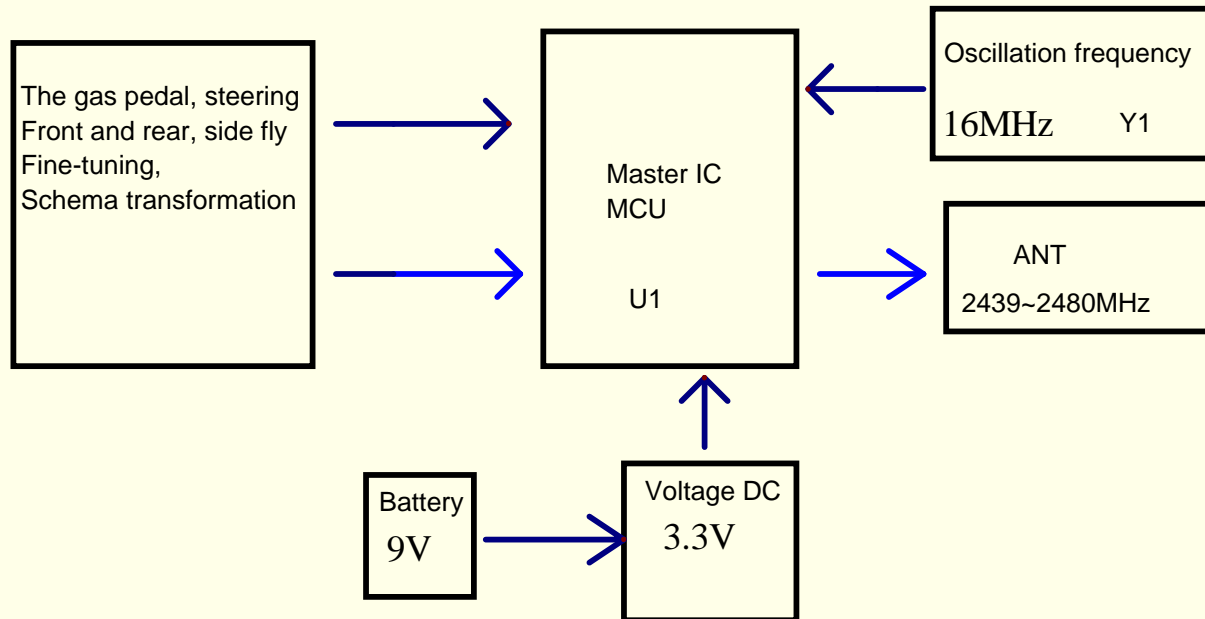 The gas pedal, steering
Front and rear, side fly
Fine-tuning,
Schema transformation
Master IC
MCU
U1
Oscillation frequency
16MHz Y1
ANT
2439~2480MHz
Battery
9V
Voltage DC
3.3V